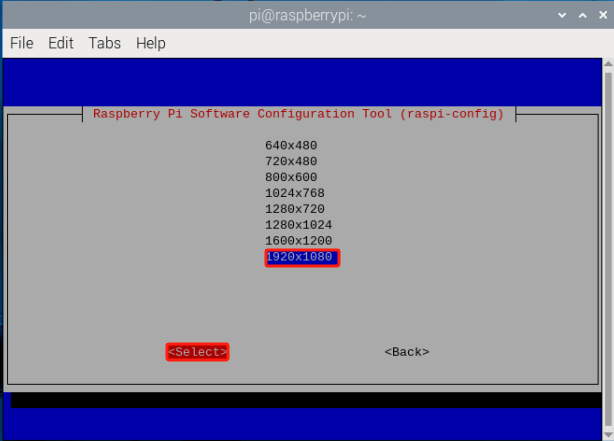 pi@raspberrypi: ~
File Edit Tabs Help
Raspberry Pi Software Configuration Tool (raspi-config)
640x480
720x480
800x600
1024x768
1280x720
1280x1024
1600x1200
1920x1080
<Select> <Back>